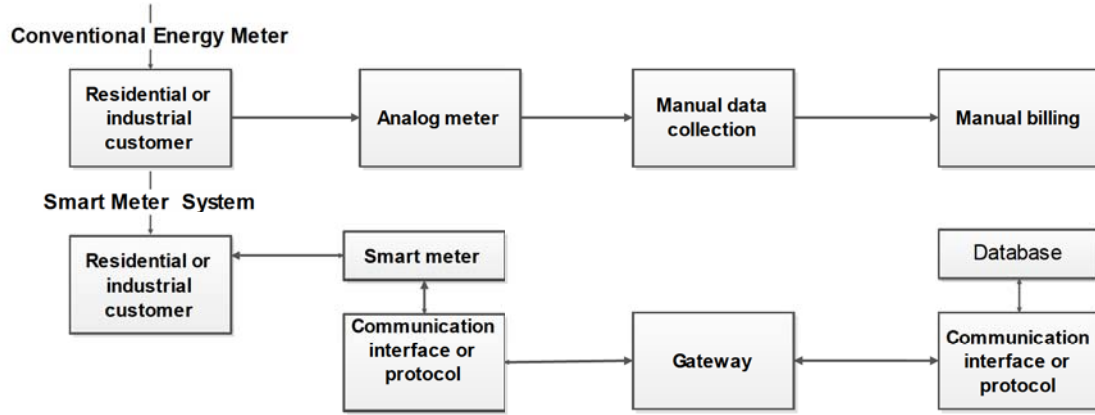 Conventional Energy Meter
Residential or
industrial
customer
Analog meter
Manual data
collection
Manual billing
Smart Meter System
Residential or
industrial
customer
Smart meter
Database
Communication
interface or
protocol
Gateway
Communication
interface or
protocol